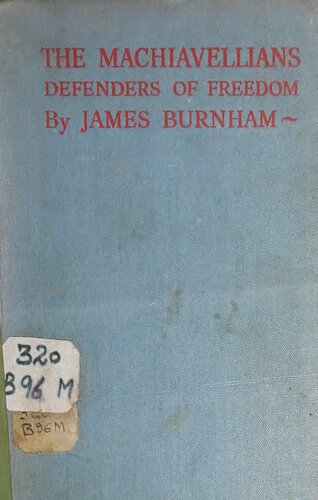 THE MACHIAVELLIANS
DEFENDERS OF FREEDOM
By JAMES BURNHAM~
320
B96 M
B96M